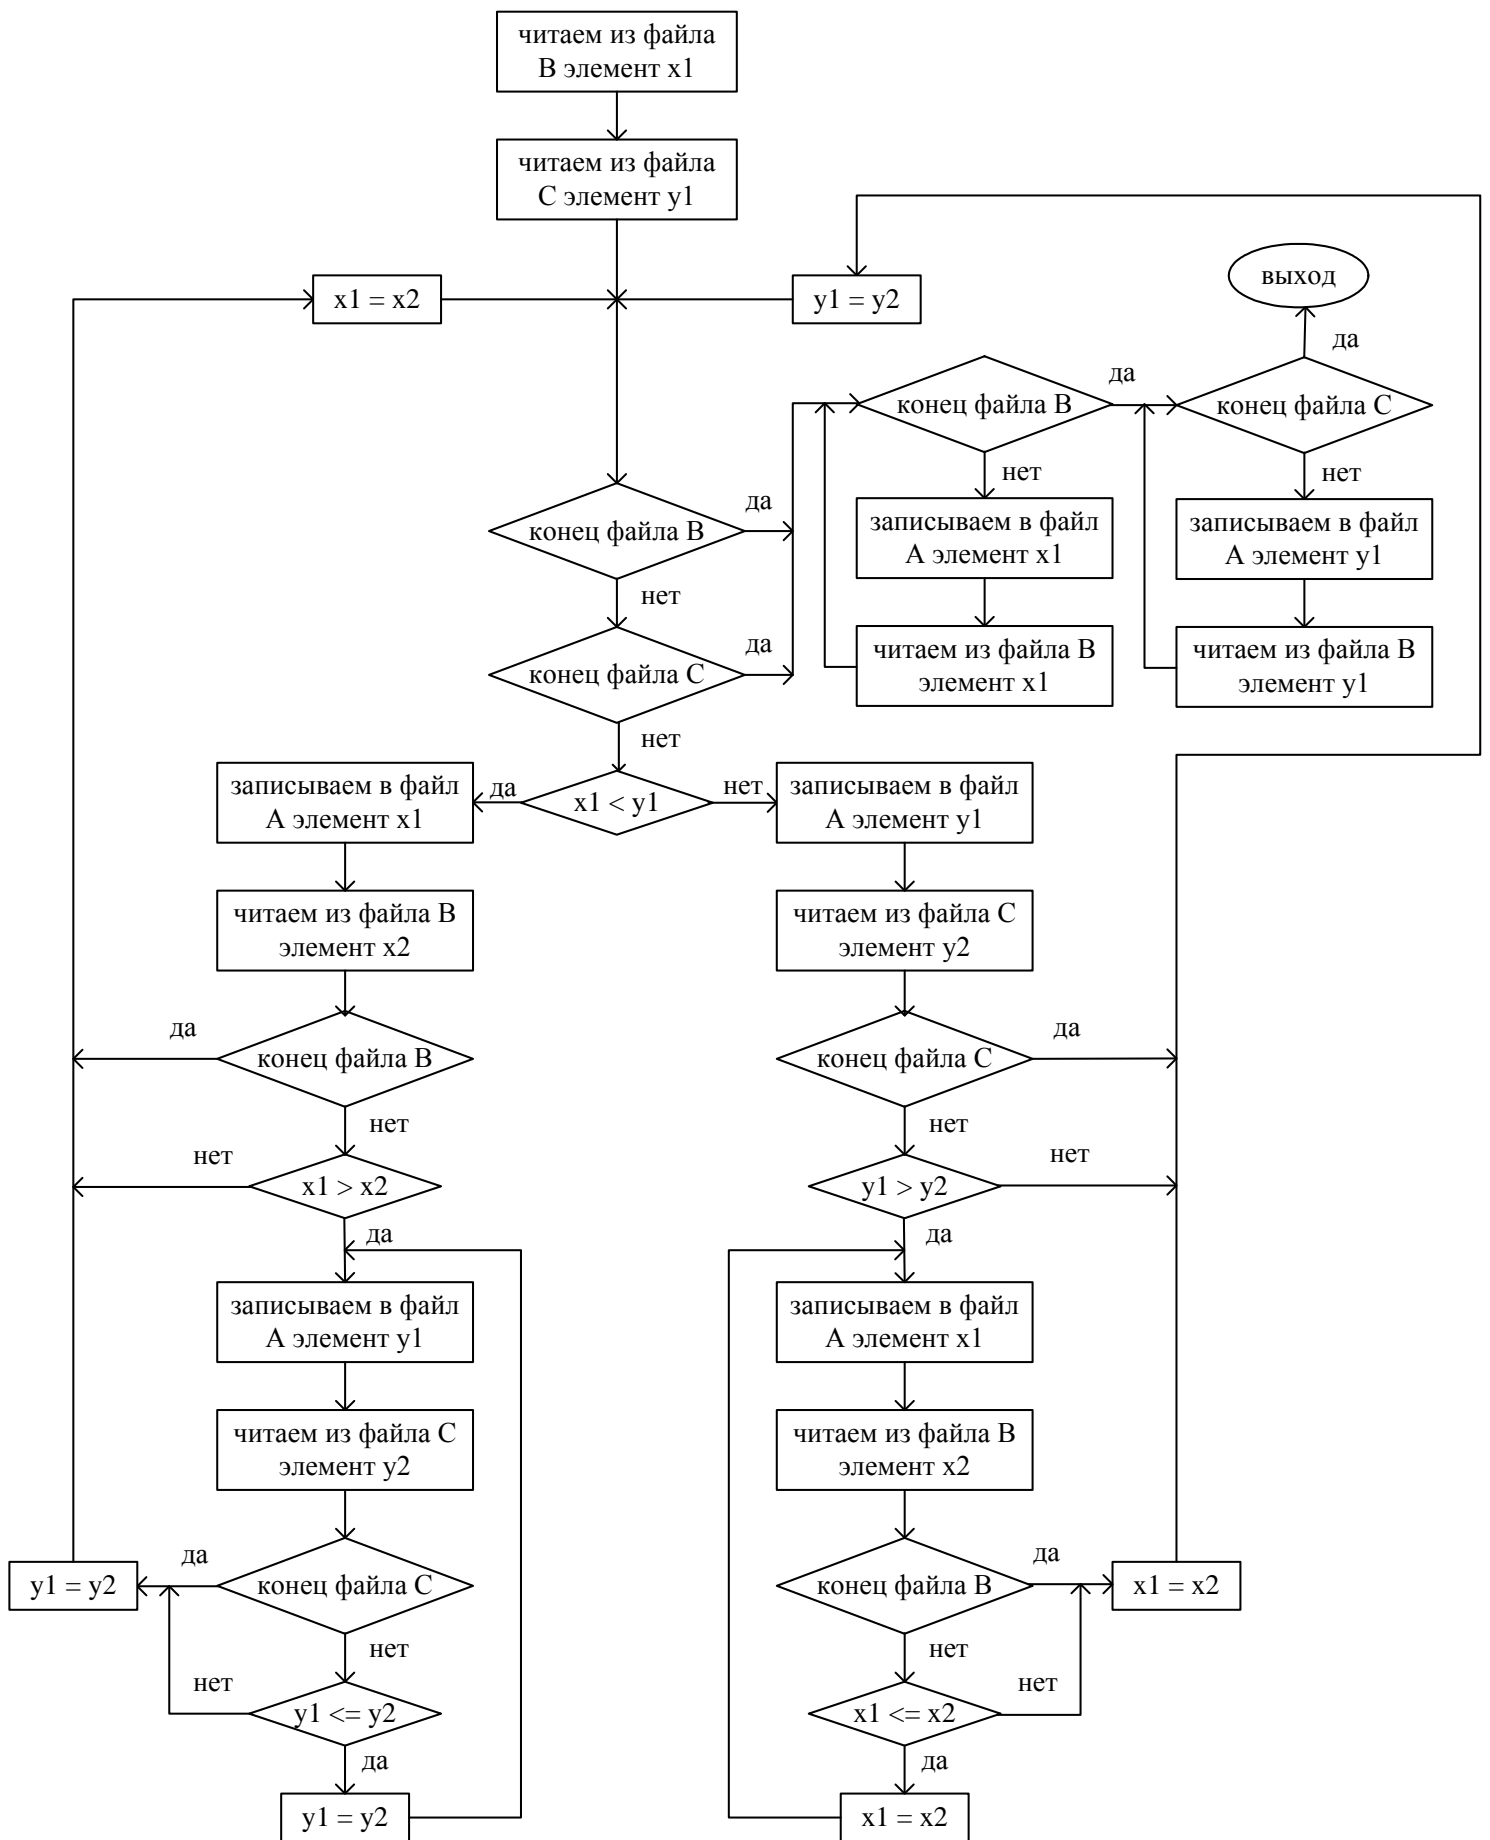 читаем из файла
В элемент x1
читаем из файла
С элемент y1
x1 = x2
y1 = y2
выход
да
конец файла В
да
конец файла С
нет
нет
записываем в файл
А элемент x1
записываем в файл
А элемент y1
читаем из файла В
элемент x1
читаем из файла В
элемент y1
конец файла В
да
нет
конец файла С
да
нет
x1 < y1
да
нет
записываем в файл
А элемент x1
читаем из файла В
элемент x2
конец файла В
да
нет
x1 > x2
нет
да
записываем в файл
А элемент y1
читаем из файла С
элемент y2
конец файла С
да
y1 = y2
нет
y1 <= y2
нет
да
y1 = y2
записываем в файл
А элемент y1
читаем из файла С
элемент y2
конец файла С
да
нет
y1 > y2
нет
да
записываем в файл
А элемент x1
читаем из файла В
элемент x2
конец файла В
да
x1 = x2
нет
x1 <= x2
нет
да
x1 = x2